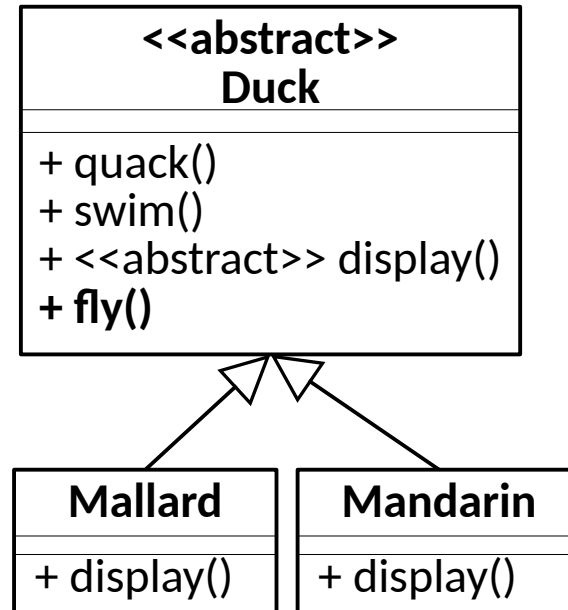 <<abstract>>
Duck
+ quack()
+ swim()
+ <<abstract>> display()
+ fly()
Mallard
+ display()
Mandarin
+ display()